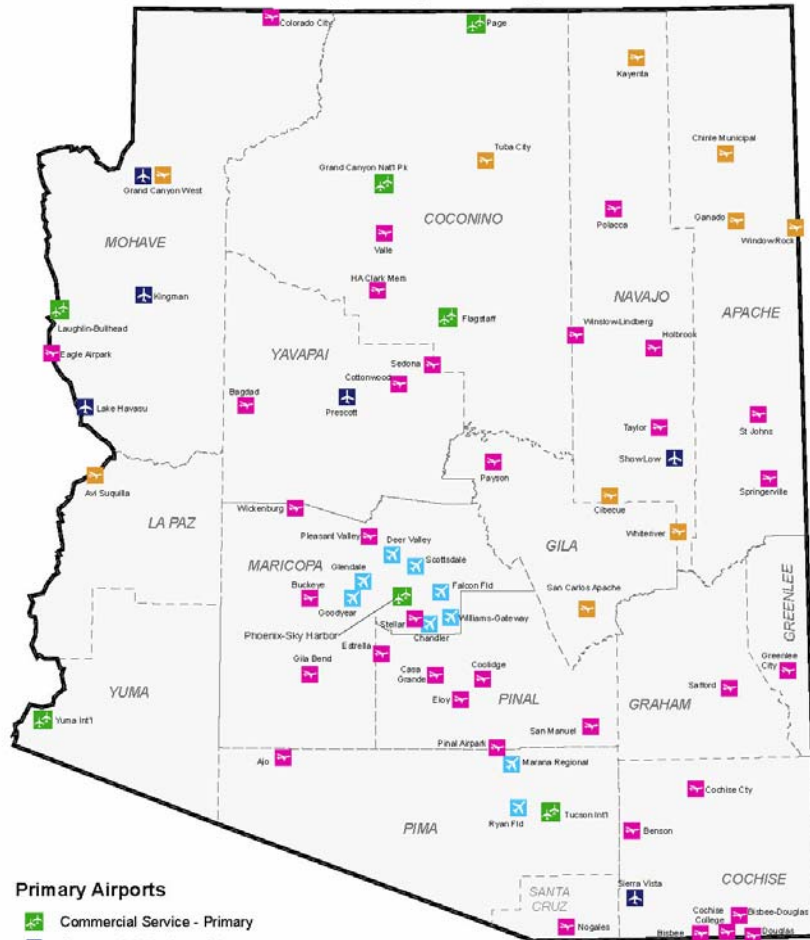 Colorado City
Page
Kayenta
Tuba City
Chinle Municipal
Grand Canyon Nat'l Pk
Grand Canyon West
COCONINO
Polacca
Ganado
Window Rock
MOHAVE
Valle
HA Clark Mem
Kingman
NAVAJO
APACHE
Laughlin-Bullhead
Flagstaff
Winslow-Lindberg
Holbrook
Eagle Airpark
YAVAPAI
Sedona
Cottonwood
Bagdad
Prescott
Lake Havasu
Taylor
St Johns
Show Low
Payson
Springerville
Avi Suquilla
Cibecue
Wickenburg
LA PAZ
Whiteriver
Pleasant Valley
Deer Valley
GILA
MARICOPA
Glendale
Scottsdale
Buckeye
Falcon Fld
San Carlos Apache
GREENLEE
Goodyear
Stellar
Williams-Gateway
Phoenix-Sky Harbor
Chandler
Estrella
Gila Bend
Casa
Grande
Coolidge
Greenlee
City
YUMA
Safford
Eloy
PINAL
GRAHAM
Yuma Int'l
San Manuel
Pinal Airpark
Ajo
Marana Regional
Cochise Cty
PIMA
Ryan Fld
Tucson Int'l
Benson
Primary Airports
SANTA
CRUZ
Sierra Vista
COCHISE
Commercial Service - Primary
Cochise
College
Bisbee-Douglas
Nogales
Bisbee
Douglas